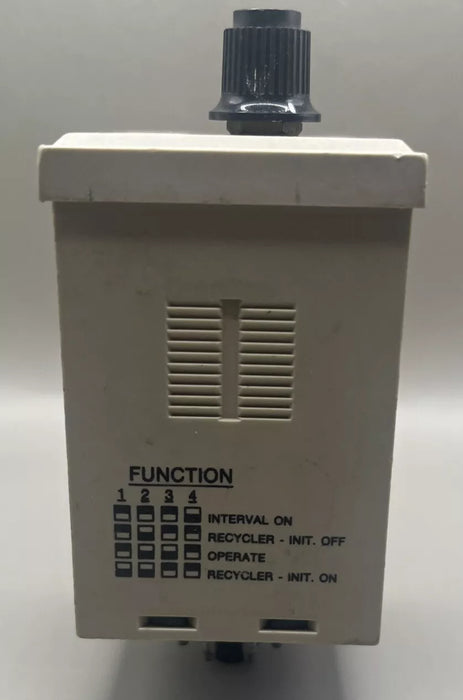 FUNCTION
1 2 3 4
INTERVAL ON
RECYCLER - INIT. OFF
OPERATE
RECYCLER - INIT. ON